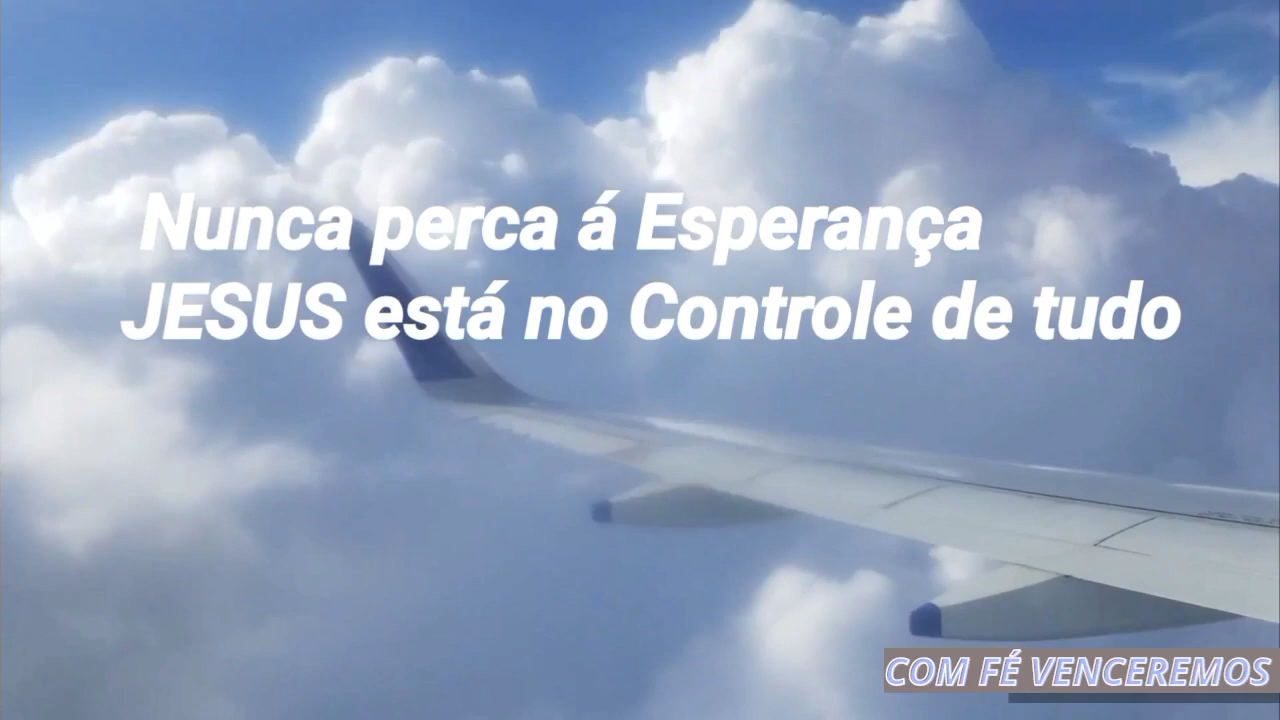 Nunca perca á Esperança
JESUS está no Controle de tudo
COM FÉ VENCEREMOS